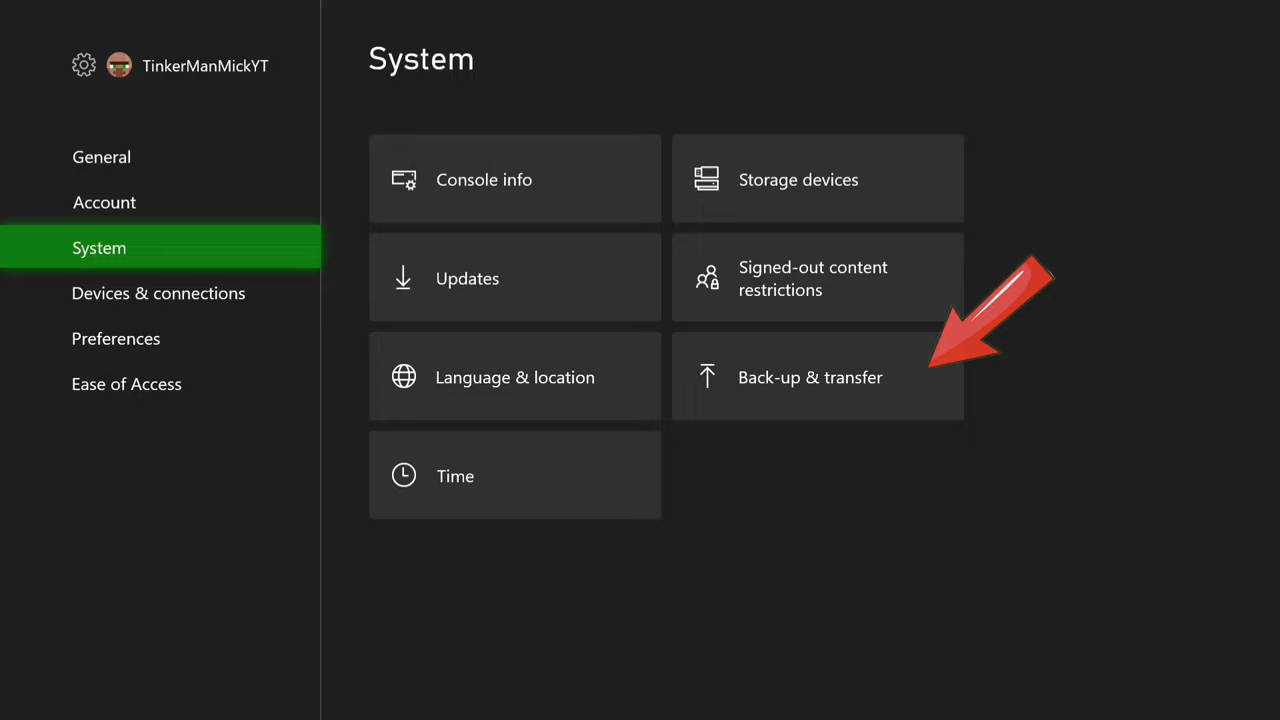 TinkerManMickYT
General
Account
System
Devices & connections
Preferences
Ease of Access
System
Console info
Storage devices
Updates
Signed-out content
restrictions
Language & location
Back-up & transfer
Time